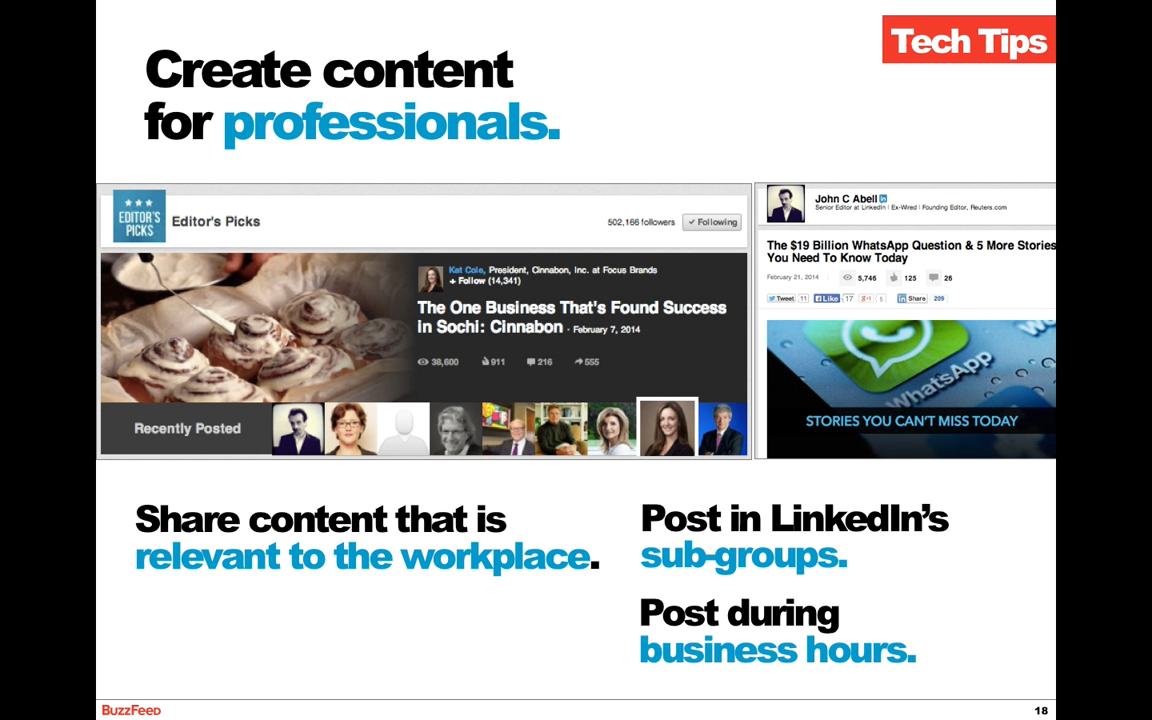 Tech Tips
Create content
for professionals.
EDITOR'S
PICKS
Editor's Picks
502,166 followers
Following
Kat Cole, President, Cinnabon, Inc. at Focus Brands
+ Follow (14,341)
The One Business That's Found Success
in Sochi: Cinnabon · February 7, 2014
38,600 911 216 555
Recently Posted
John C Abell in
Senior Editor at LinkedIn | Ex-Wired | Founding Editor, Reuters.com
The $19 Billion WhatsApp Question & 5 More Stories
You Need To Know Today
February 21, 2014 5,746 125 26
Tweet 11 Like 17 g+1 5 in Share 209
WhatsApp
STORIES YOU CAN'T MISS TODAY
Share content that is
relevant to the workplace.
Post in LinkedIn’s
sub-groups.
Post during
business hours.
BuzzFeed
18